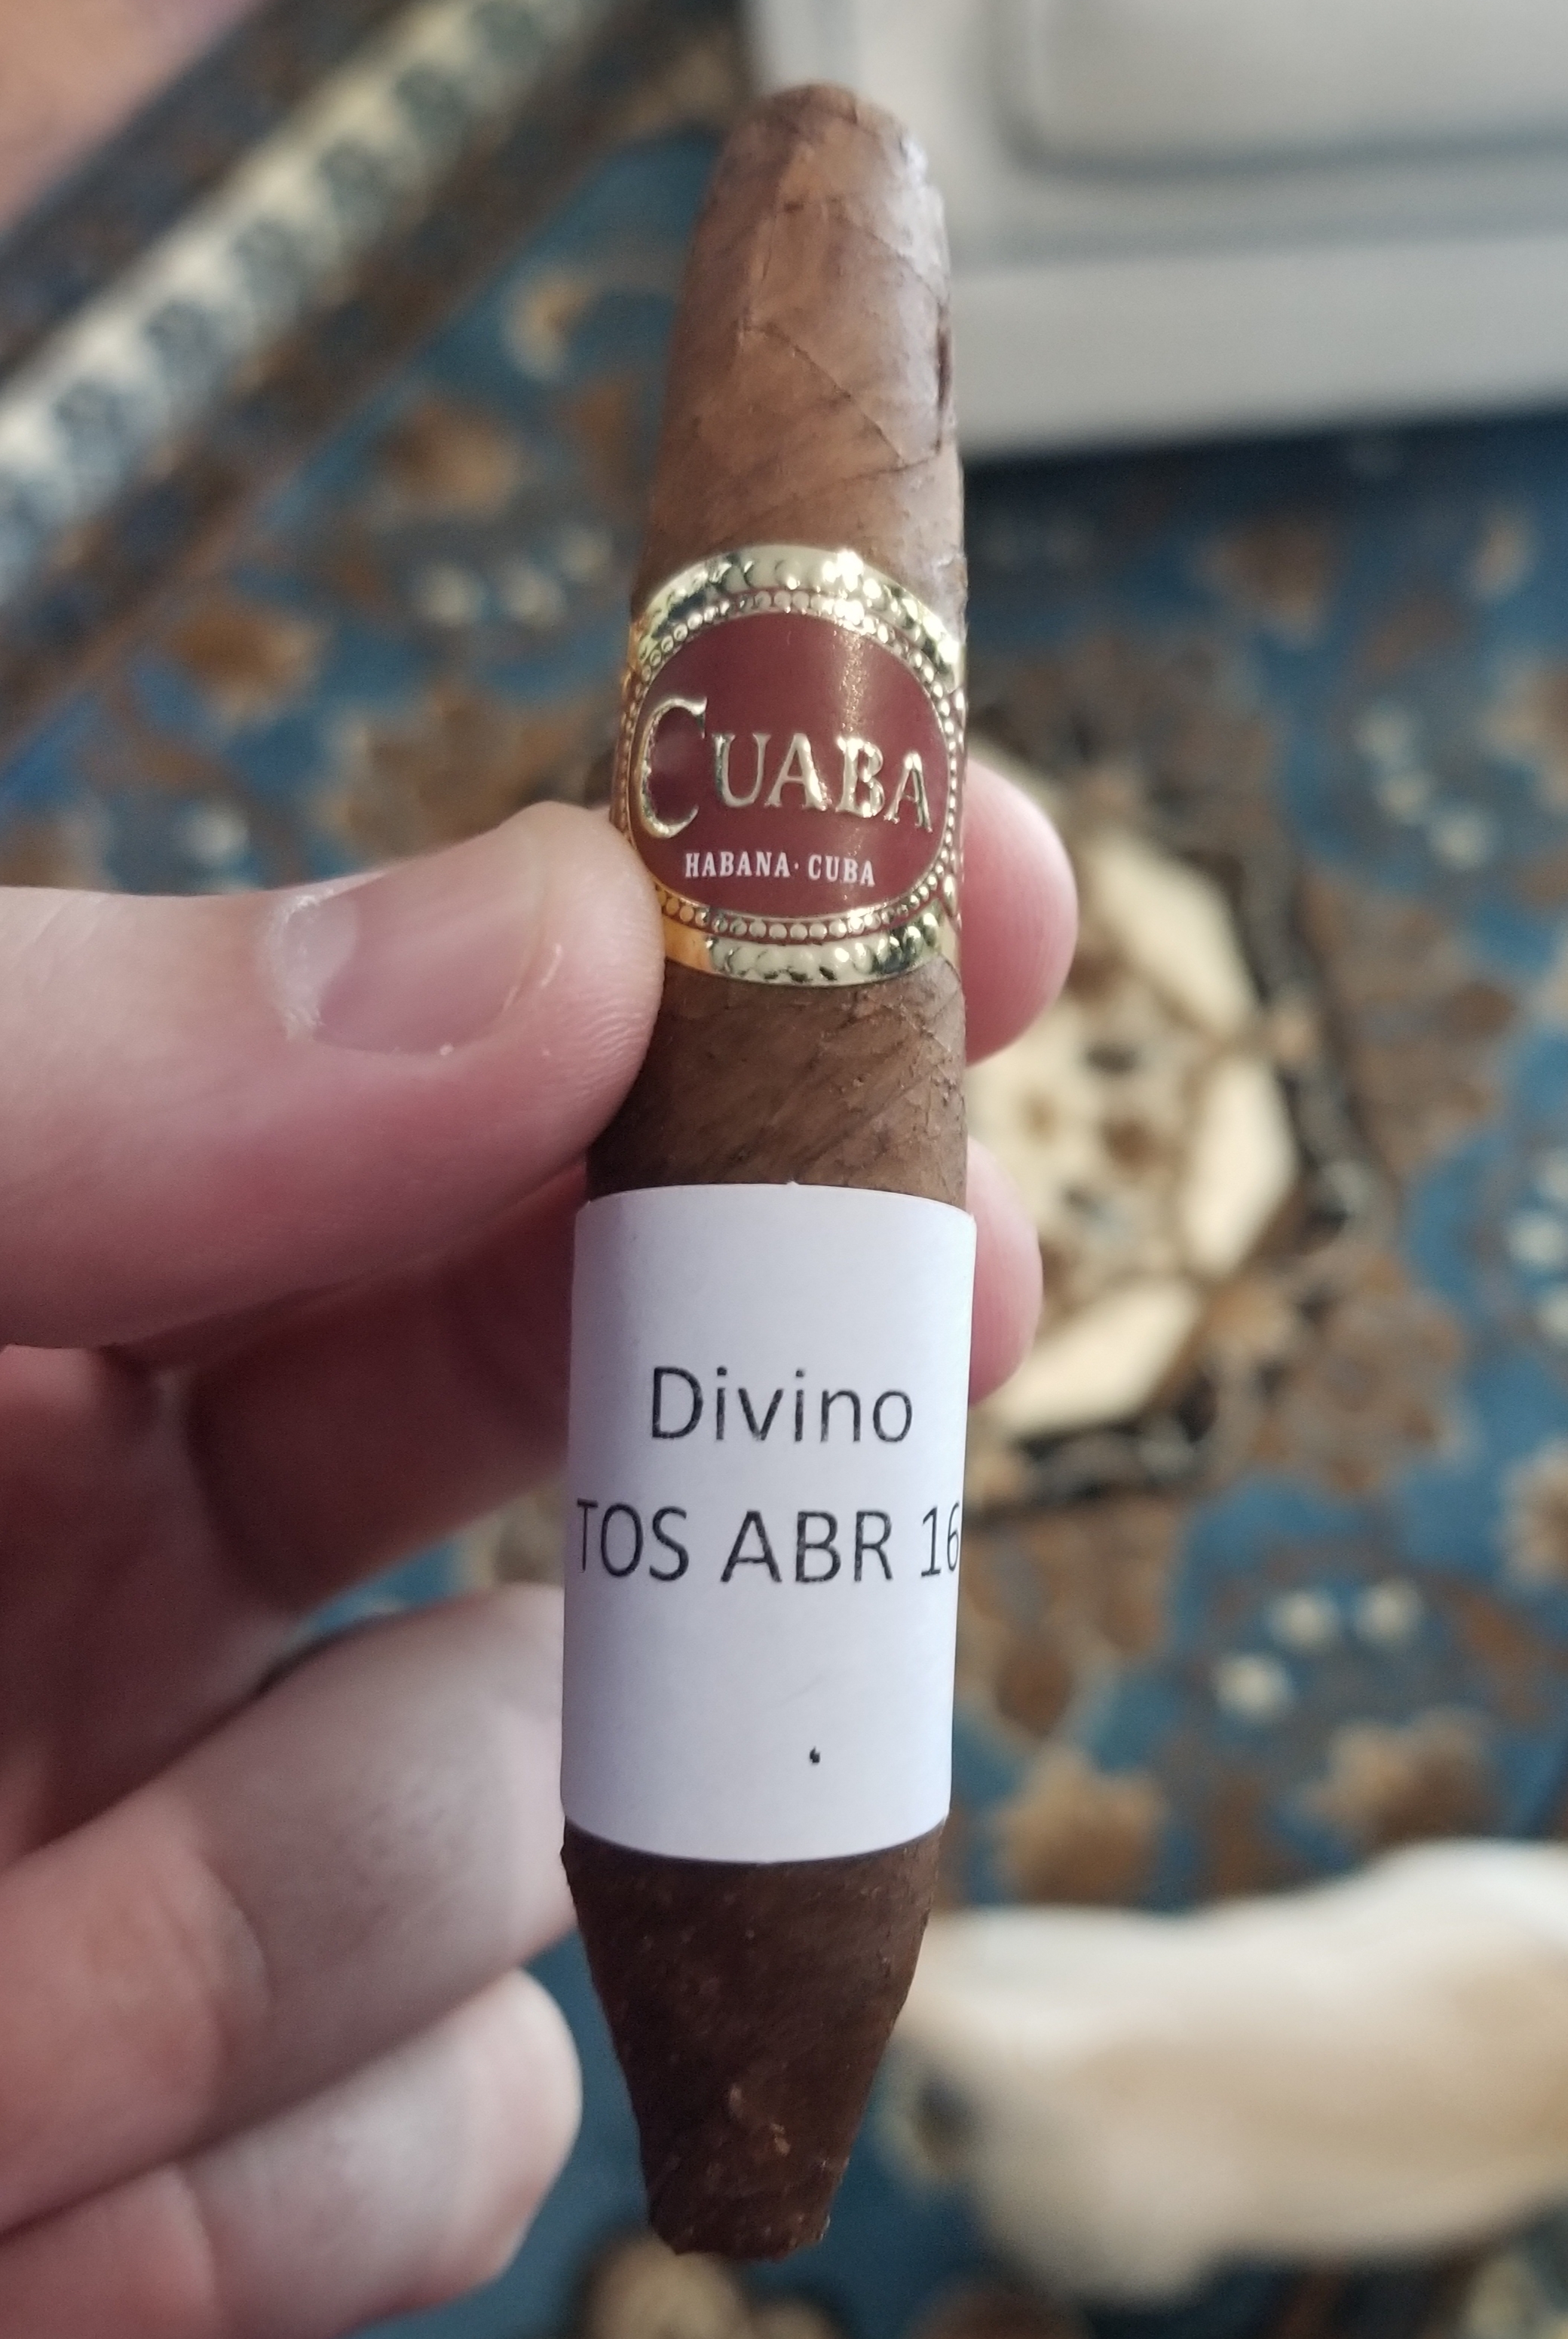 CUABA
HABANA·CUBA
Divino
TOS ABR 16